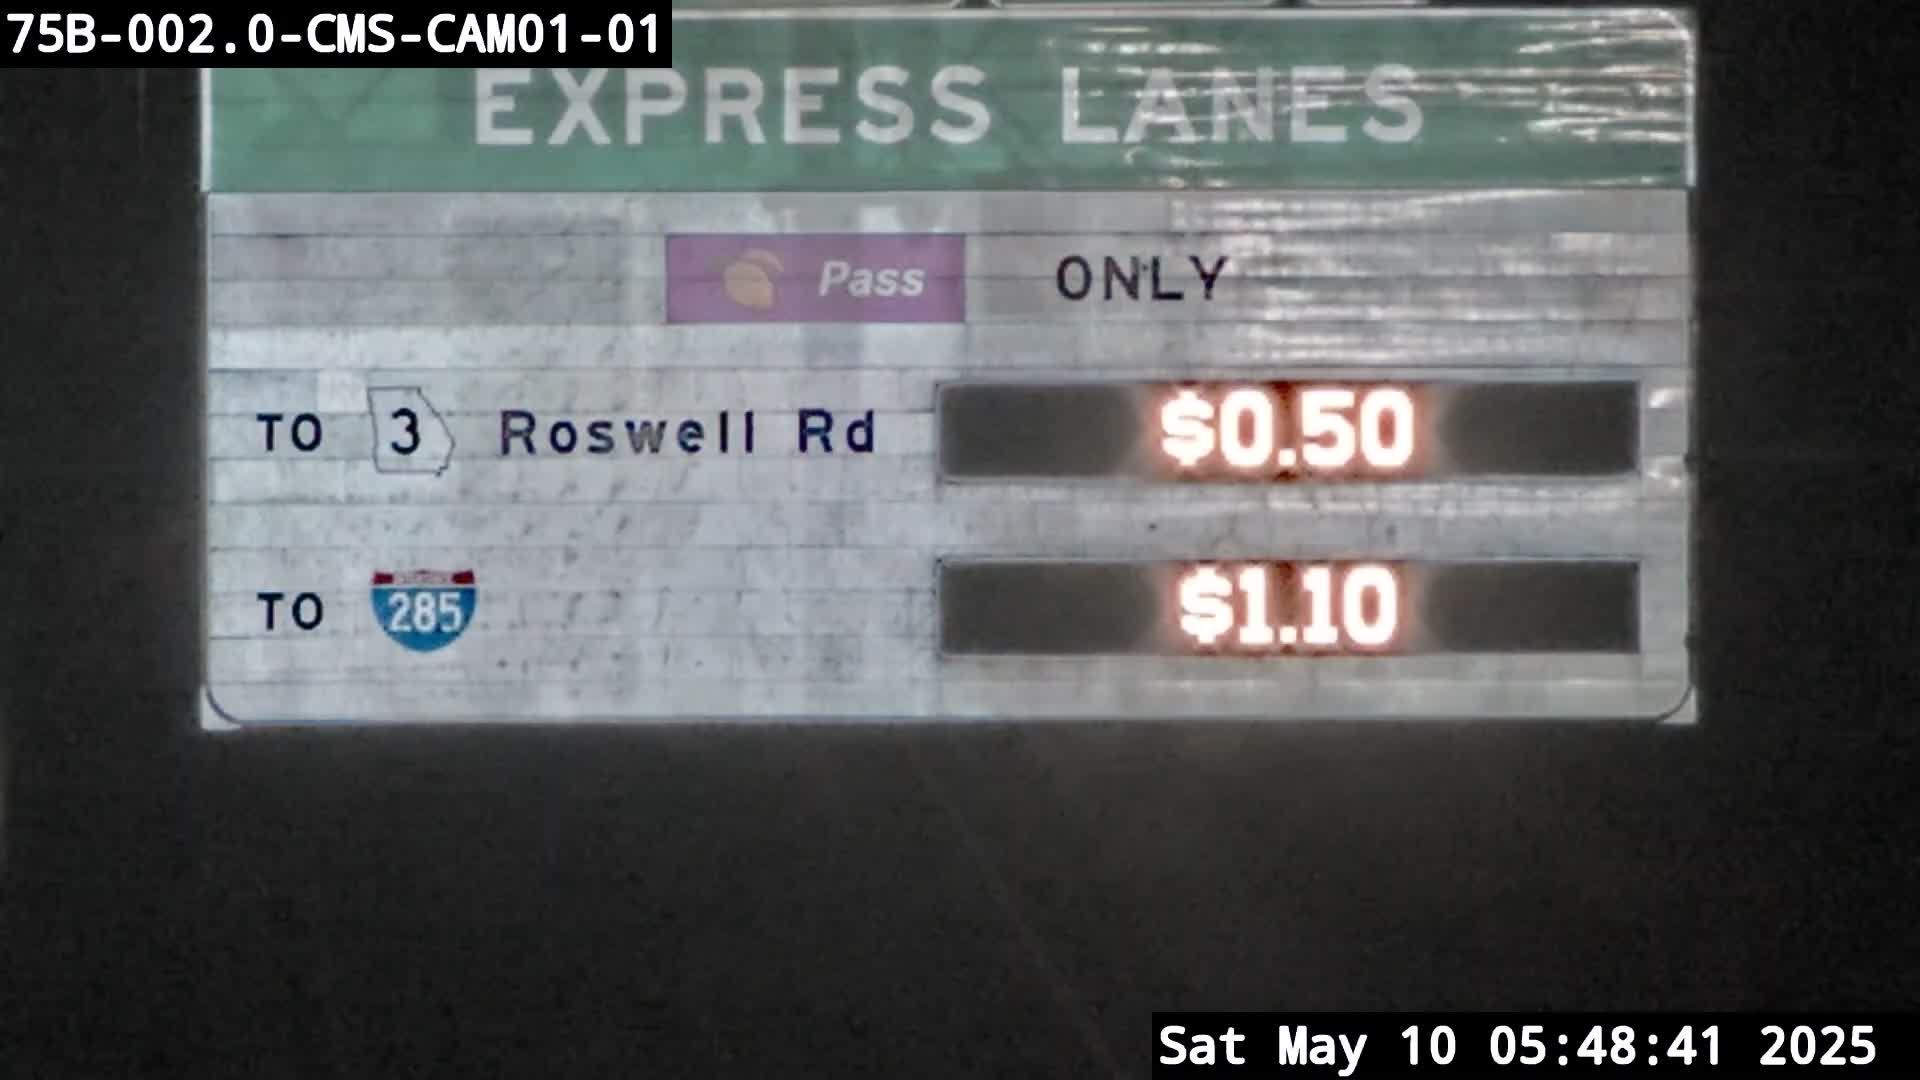 75B-002.0-CMS-CAM01-01
EXPRESS LANES
Pass ONLY
TO 3 Roswell Rd $0.50
TO 285 $1.10
Sat May 10 05:48:41 2025